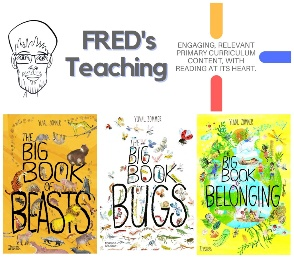 FRED's
Teaching
ENGAGING, RELEVANT
PRIMARY CURRICULUM
CONTENT, WITH
READING AT ITS HEART.
YUVAL ZOMMER
THE
BIG
BOOK
OF
BEASTS
YUVAL ZOMMER
THE
BIG
BOOK
OF
BUGS
YUVAL ZOMMER
THE
BIG
BOOK
OF
BELONGING